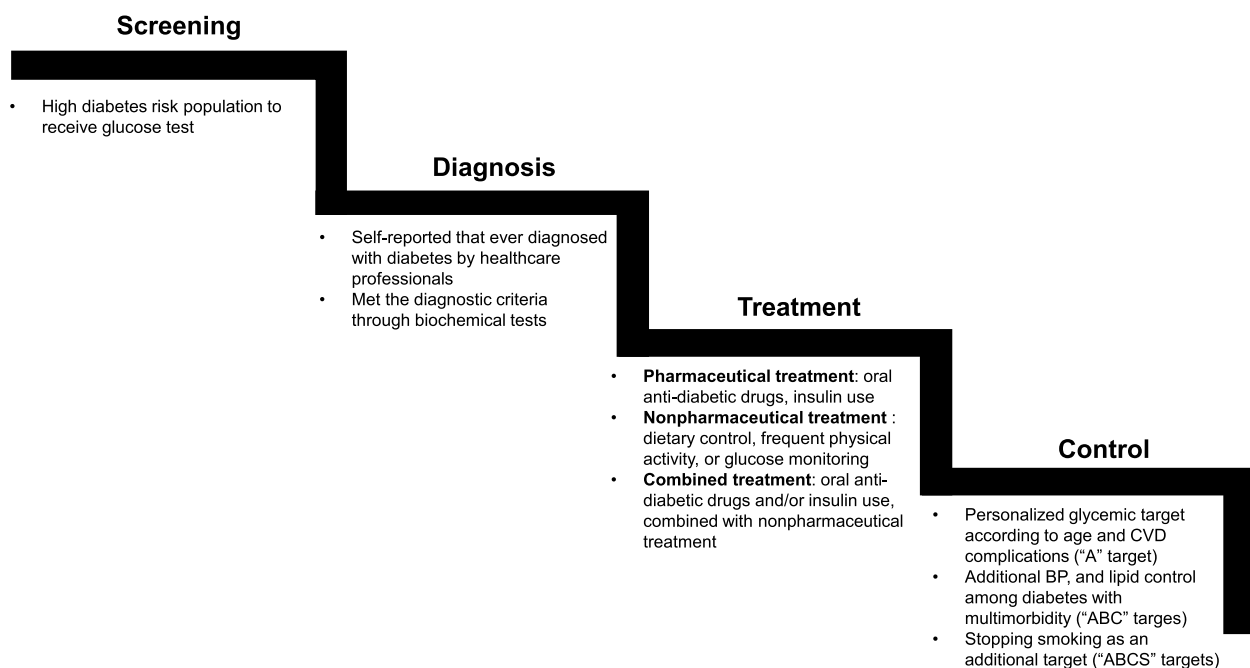 Screening
• High diabetes risk population to
receive glucose test
Diagnosis
• Self-reported that ever diagnosed
with diabetes by healthcare
professionals
• Met the diagnostic criteria
through biochemical tests
Treatment
• Pharmaceutical treatment: oral
anti-diabetic drugs, insulin use
• Nonpharmaceutical treatment :
dietary control, frequent physical
activity, or glucose monitoring
• Combined treatment: oral anti-
diabetic drugs and/or insulin use,
combined with nonpharmaceutical
treatment
Control
• Personalized glycemic target
according to age and CVD
complications (“A” target)
• Additional BP, and lipid control
among diabetes with
multimorbidity (“ABC” targes)
• Stopping smoking as an
additional target (“ABCS” targets)